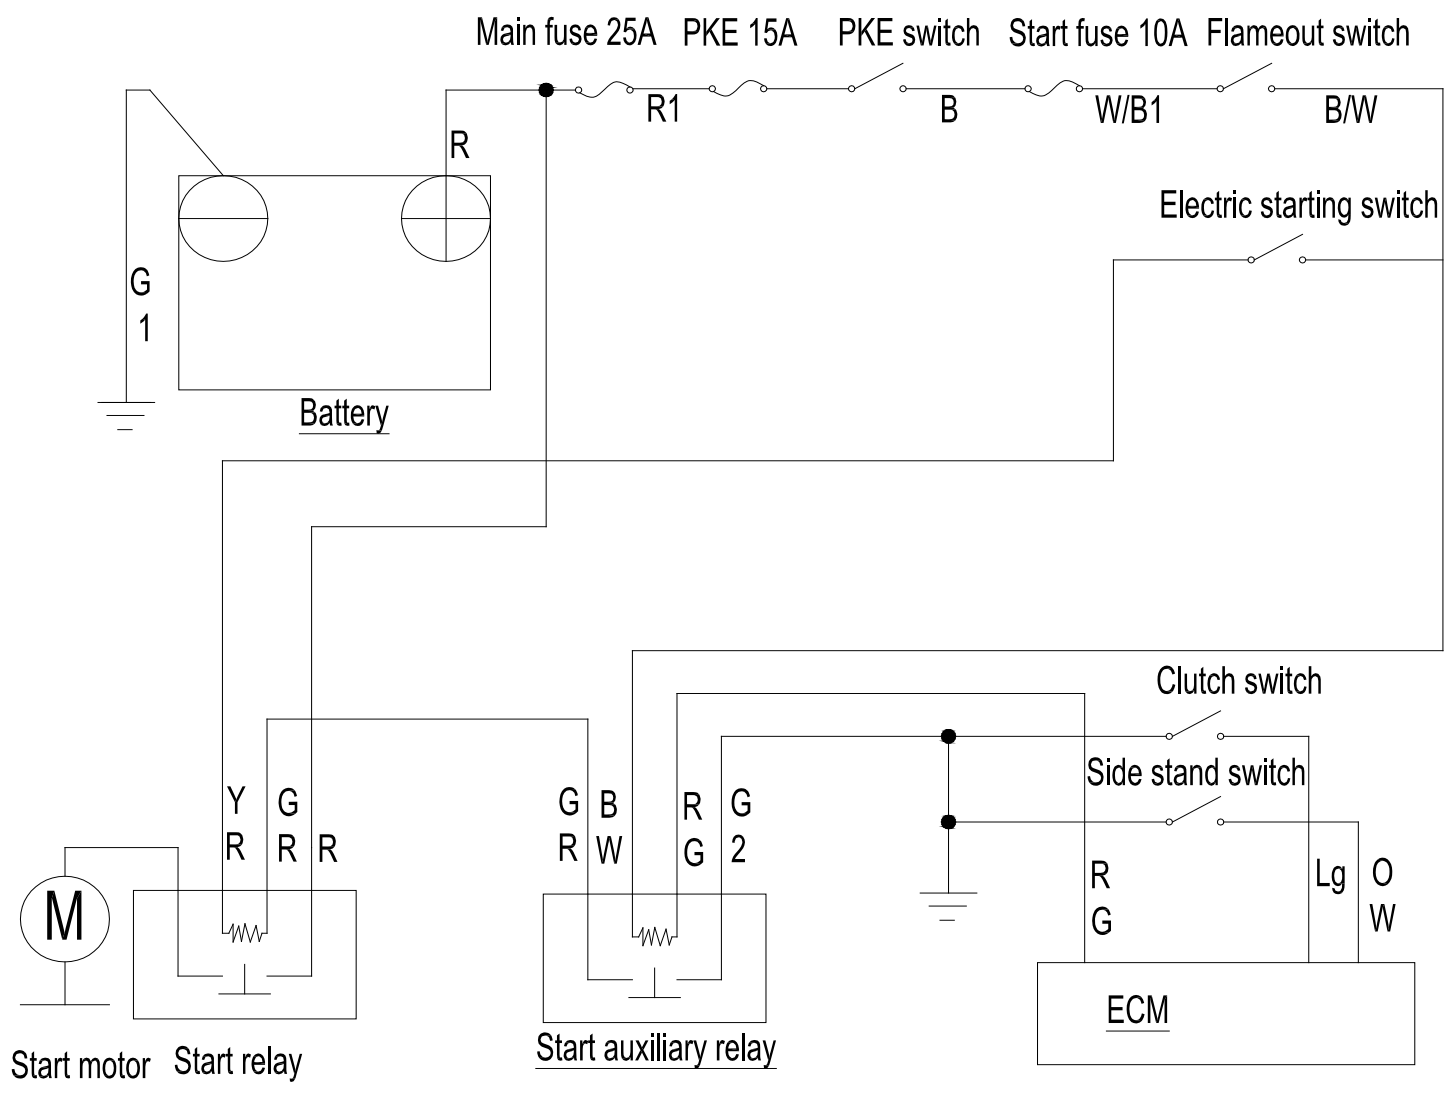 Main fuse 25A PKE 15A PKE switch Start fuse 10A Flameout switch
R1 B W/B1 B/W
R
Electric starting switch
G
1
Battery
Clutch switch
Side stand switch
Y G G B R G
R R R R W G 2
R Lg O
G W
M
ECM
Start motor Start relay Start auxiliary relay